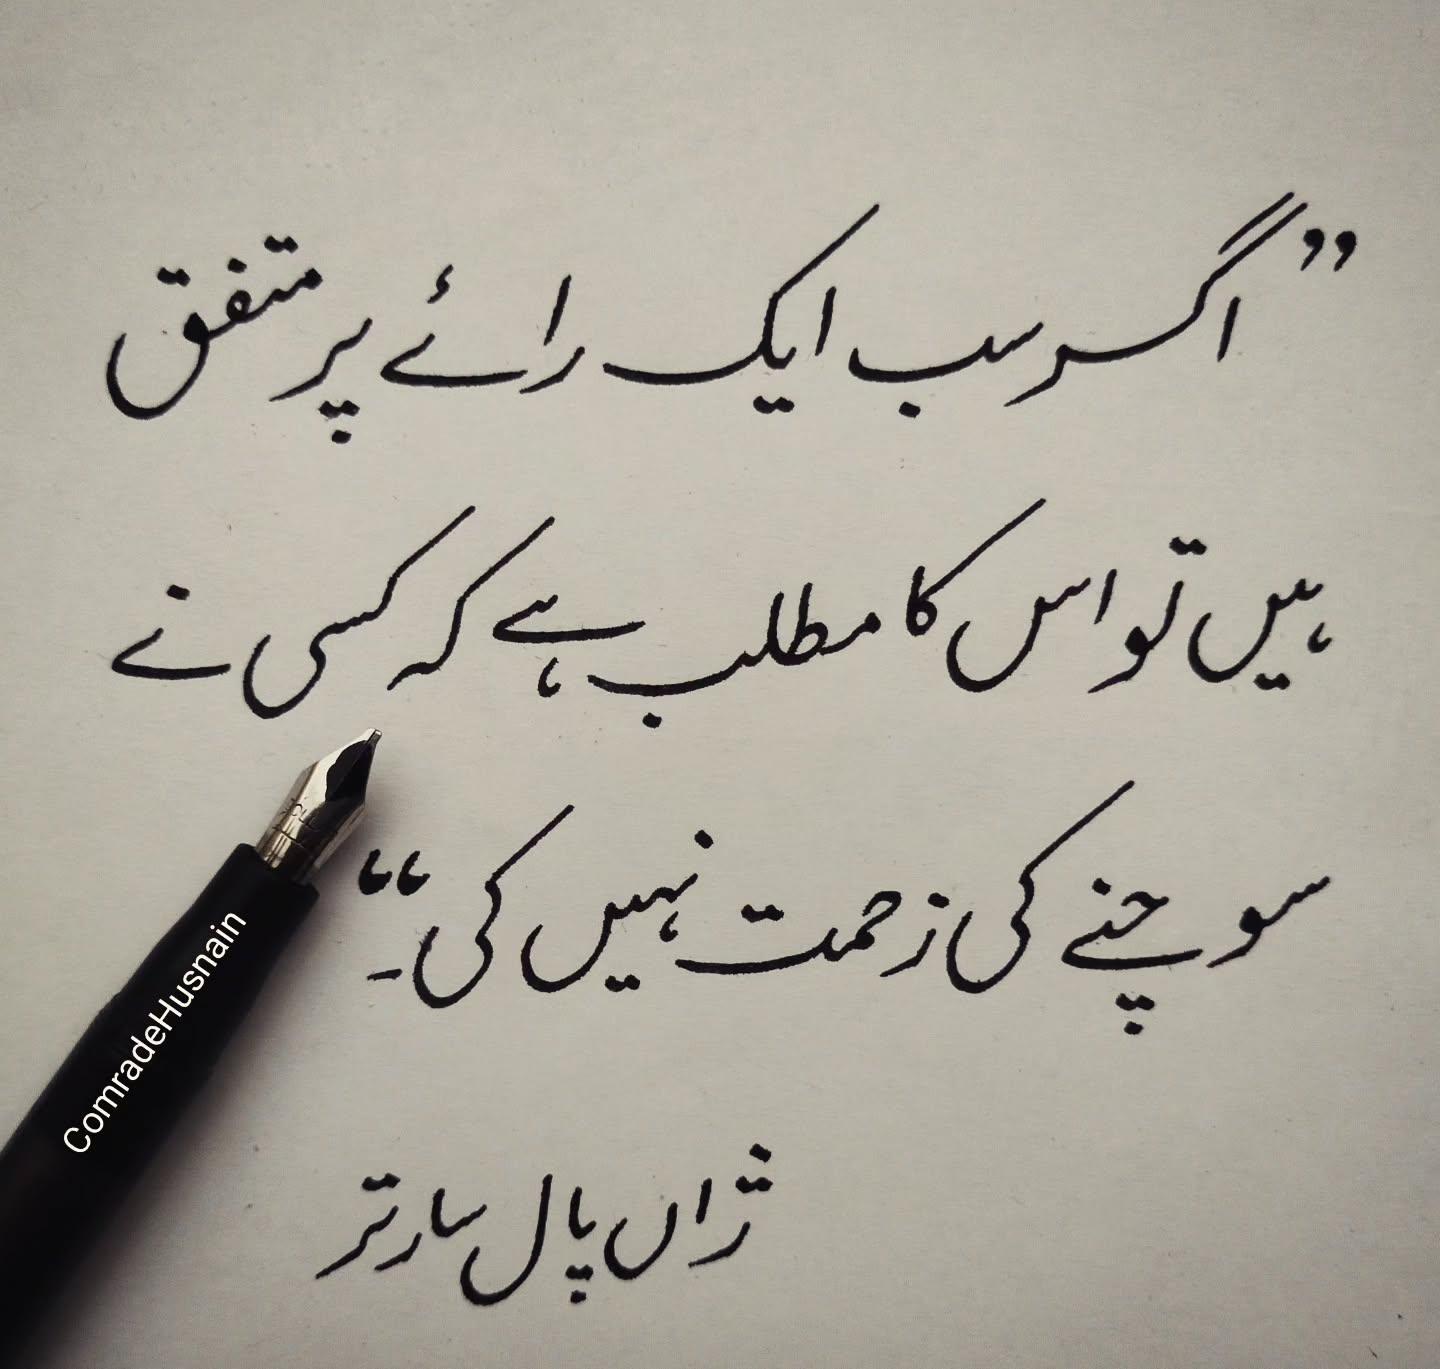 ”اگر سب ایک رائے پر متفق
ہیں تو اس کا مطلب ہے کہ کسی نے
سوچنے کی زحمت نہیں کی۔“
ژاں پال سارتر
ComradeHusnain